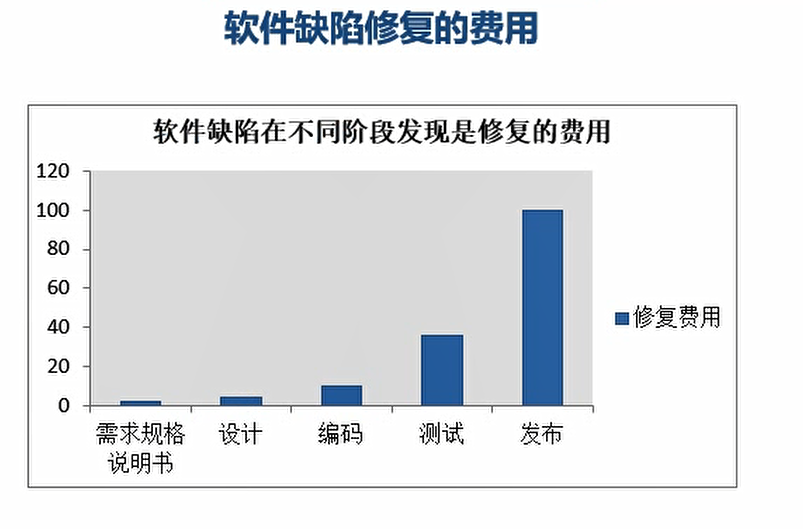 软件缺陷修复的费用
软件缺陷在不同阶段发现是修复的费用
120
100
80
60
40
20
0
需求规格
说明书
设计
编码
测试
发布
修复费用